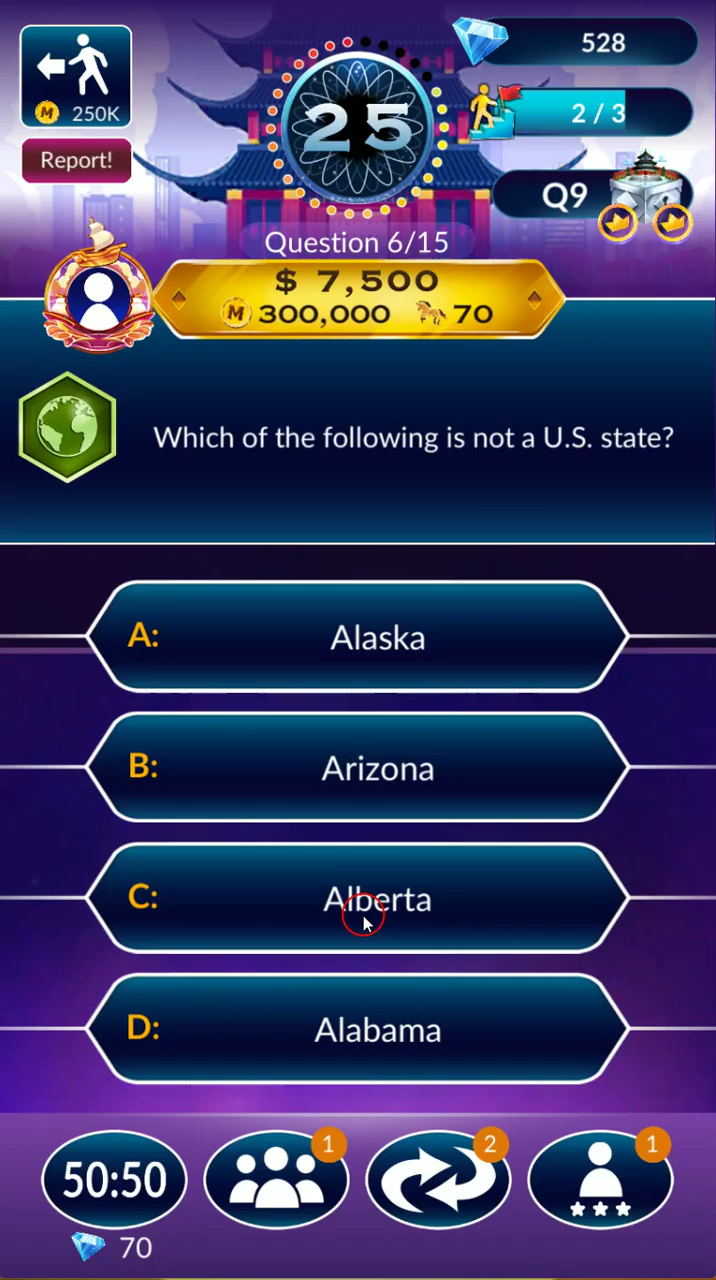 528
M 250K
25
2 / 3
Report!
Q9
Question 6/15
$ 7,500
M 300,000 70
Which of the following is not a U.S. state?
A: Alaska
B: Arizona
C: Alberta
D: Alabama
1
2
1
50:50
70